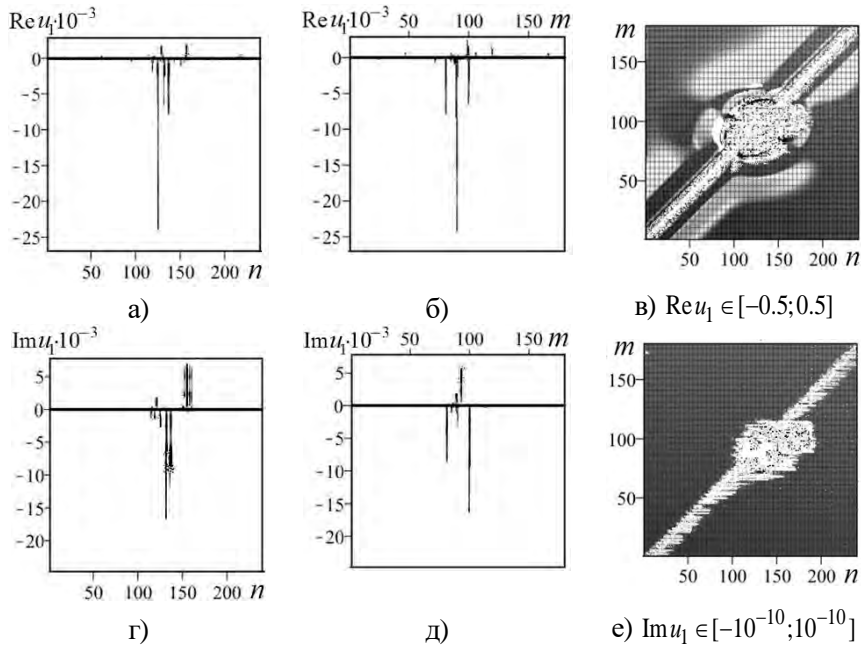 Re u₁·10⁻³
0
-5
-10
-15
-20
-25
50 100 150 200 n
а)
Re u₁·10⁻³
50 100 150 m
0
-5
-10
-15
-20
-25
б)
m
150
100
50
50 100 150 200 n
в) Re u₁ ∈ [−0.5; 0.5]
Im u₁·10⁻³
5
0
-5
-10
-15
-20
50 100 150 200 n
г)
Im u₁·10⁻³
50 100 150 m
5
0
-5
-10
-15
-20
д)
m
150
100
50
50 100 150 200 n
е) Im u₁ ∈ [−10⁻¹⁰; 10⁻¹⁰]